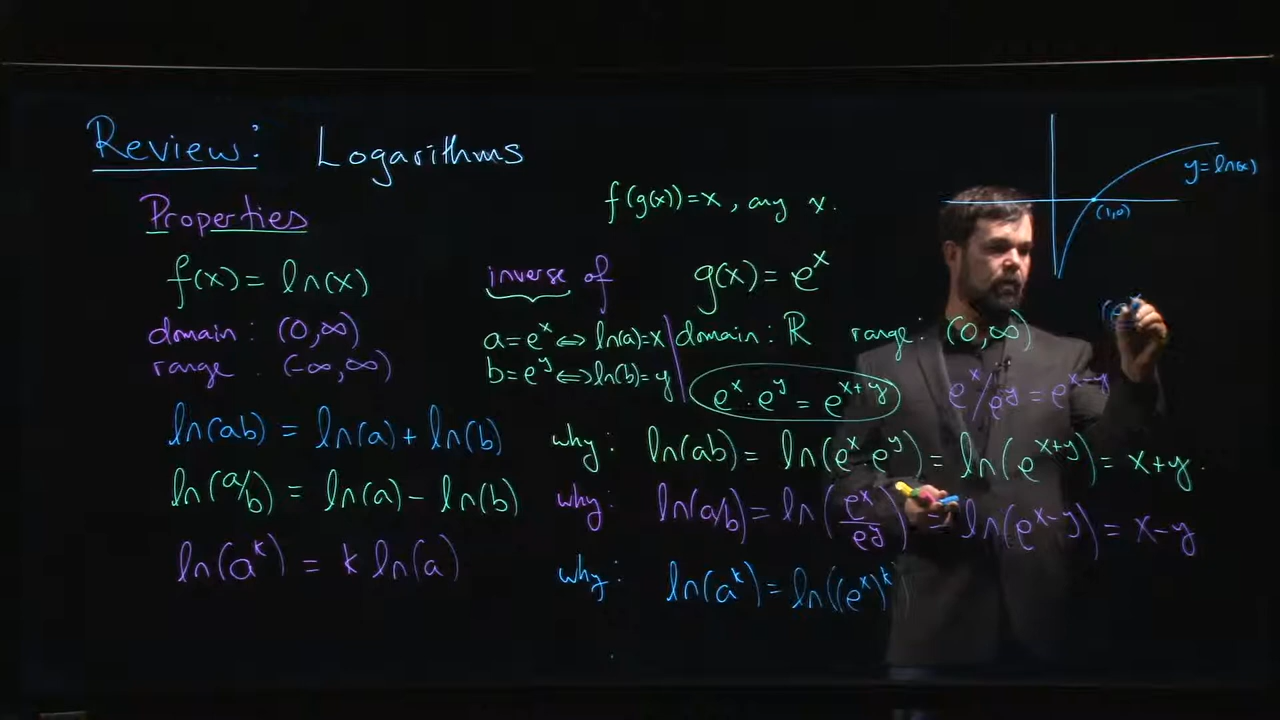 Review: Logarithms
Properties
f(g(x))=x, any x.
y=ln(x)
(1,0)
f(x)= ln(x) inverse of g(x)= e^x
domain: (0,∞) a=e^x ⇔ ln(a)=x domain: ℝ range: (0,∞)
range: (-∞,∞) b=e^y ⇔ ln(b)=y
e^x · e^y = e^{x+y} e^x/e^y = e^{x-y}
ln(ab) = ln(a)+ ln(b) why: ln(ab)= ln(e^x e^y) = ln(e^{x+y})= x+y.
ln(a/b) = ln(a)- ln(b) why: ln(a/b)= ln(e^x/e^y) = ln(e^{x-y})= x-y
ln(a^k) = k ln(a) why: ln(a^k)= ln((e^x)^k)